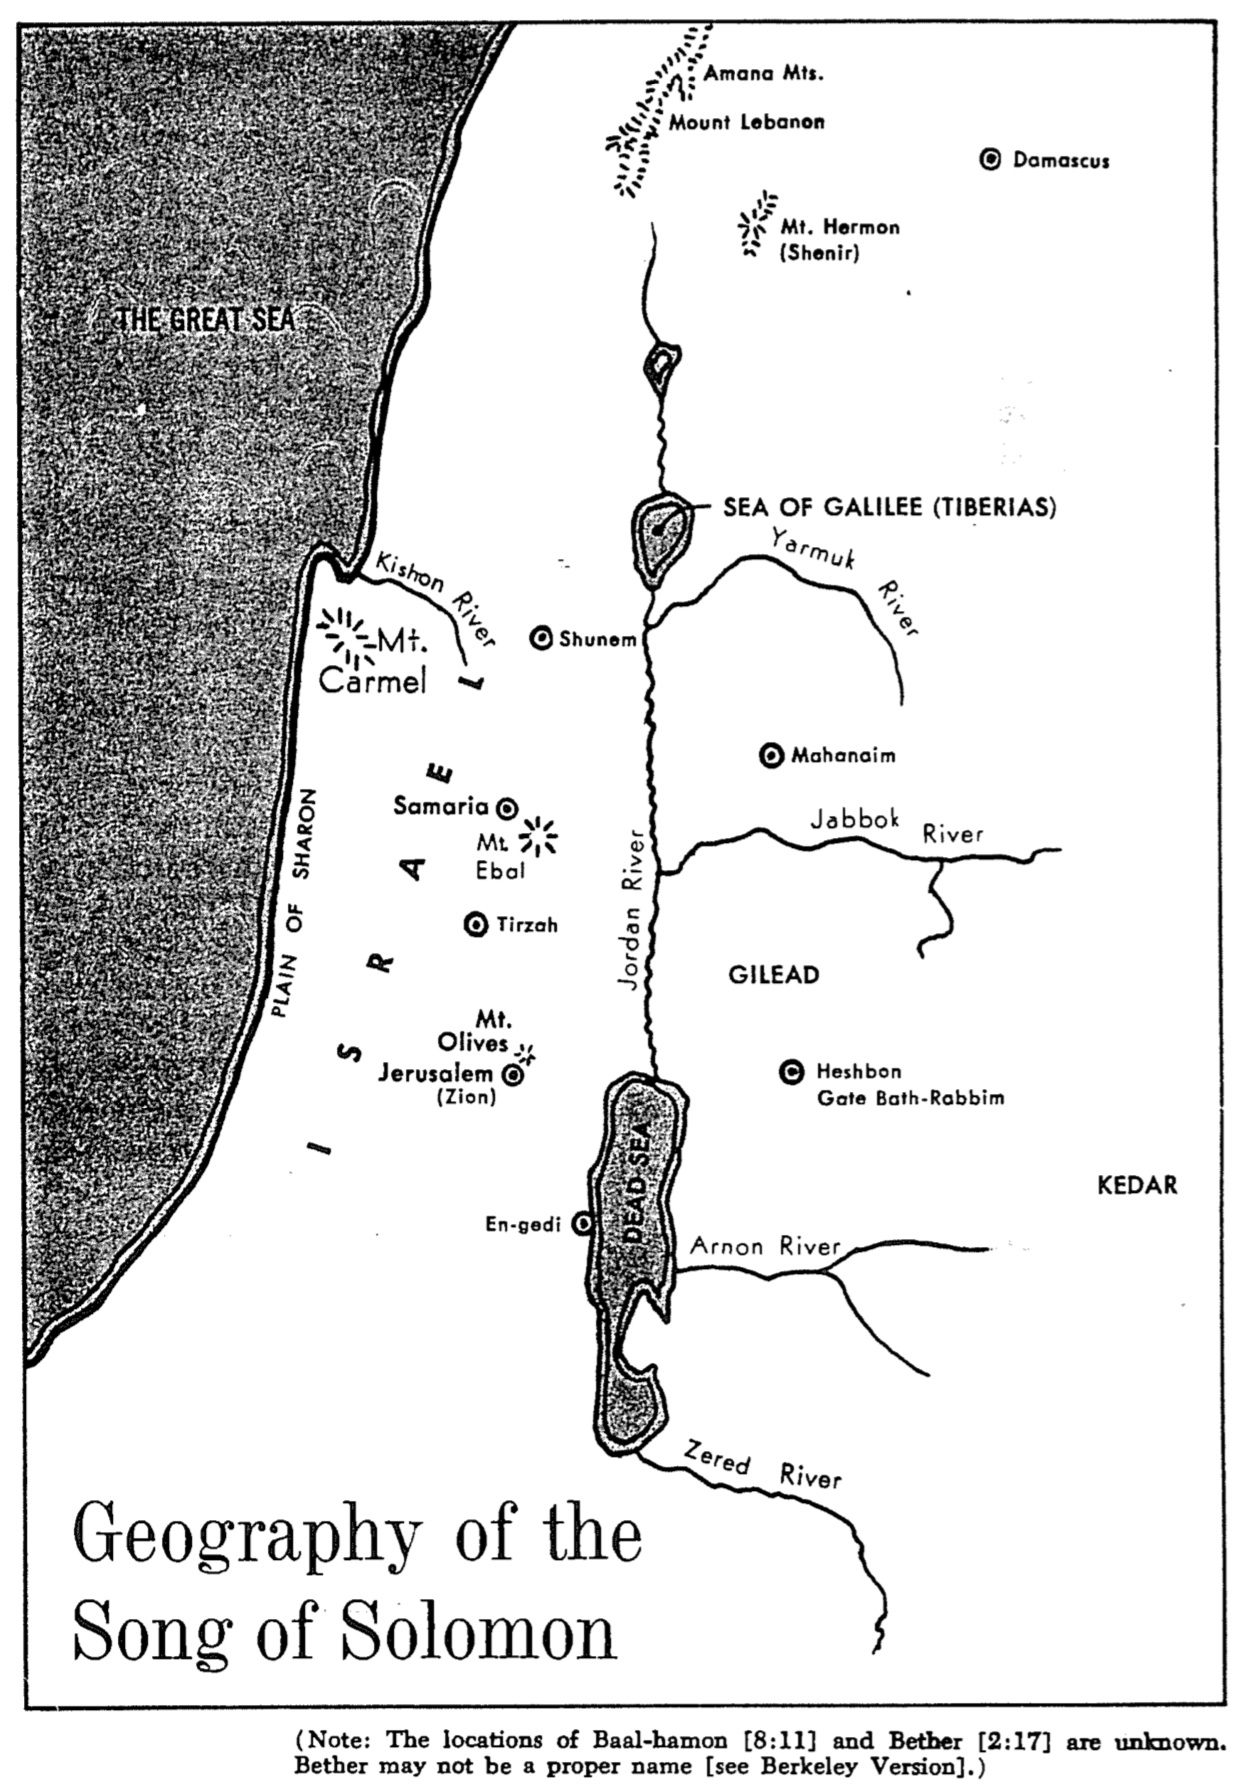 Amana Mts.
Mount Lebanon
Damascus
Mt. Hermon
(Shenir)
THE GREAT SEA
SEA OF GALILEE (TIBERIAS)
Yarmuk River
Kishon River
Shunem
Mt.
Carmel
ISRAEL
Mahanaim
Samaria
Mt.
Ebal
Jabbok River
PLAIN OF SHARON
Jordan River
Tirzah
GILEAD
Mt.
Olives
Jerusalem
(Zion)
Heshbon
Gate Bath-Rabbim
DEAD SEA
KEDAR
En-gedi
Arnon River
Zered River
Geography of the
Song of Solomon
(Note: The locations of Baal-hamon [8:11] and Bether [2:17] are unknown.
Bether may not be a proper name [see Berkeley Version].)